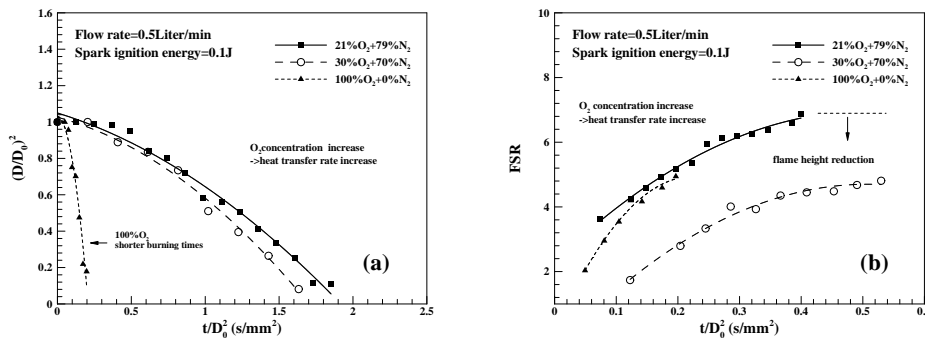 Flow rate=0.5Liter/min
Spark ignition energy=0.1J
21%O₂+79%N₂
30%O₂+70%N₂
100%O₂+0%N₂
O₂concentration increase
->heat transfer rate increase
100%O₂
shorter burning times
(a)
(D/D₀)²
1.6
1.4
1.2
1
0.8
0.6
0.4
0.2
0
0
0.5
1
1.5
2
2.5
t/D₀² (s/mm²)
Flow rate=0.5Liter/min
Spark ignition energy=0.1J
21%O₂+79%N₂
30%O₂+70%N₂
100%O₂+0%N₂
O₂ concentration increase
->heat transfer rate increase
flame height reduction
(b)
FSR
10
8
6
4
2
0
0.1
0.2
0.3
0.4
0.5
0.6
t/D₀² (s/mm²)